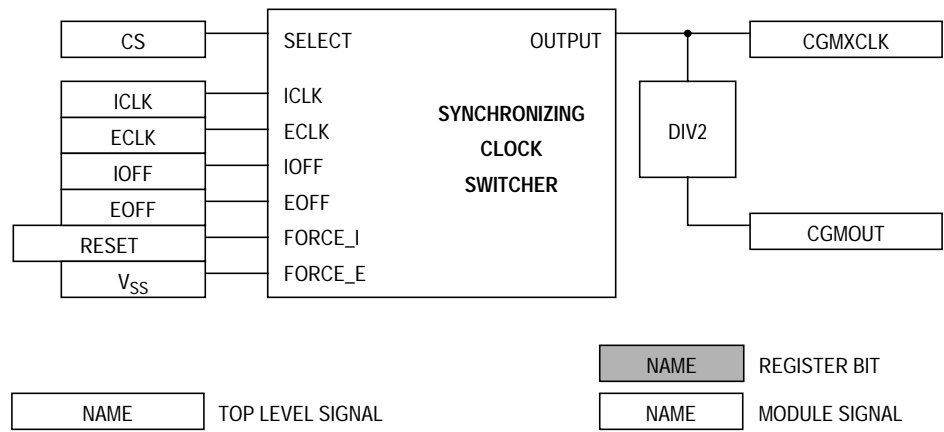 CS
SELECT
OUTPUT
CGMXCLK
ICLK
ICLK
ECLK
ECLK
IOFF
IOFF
EOFF
EOFF
RESET
FORCE_I
VSS
FORCE_E
SYNCHRONIZING
CLOCK
SWITCHER
DIV2
CGMOUT
NAME
REGISTER BIT
NAME
TOP LEVEL SIGNAL
NAME
MODULE SIGNAL